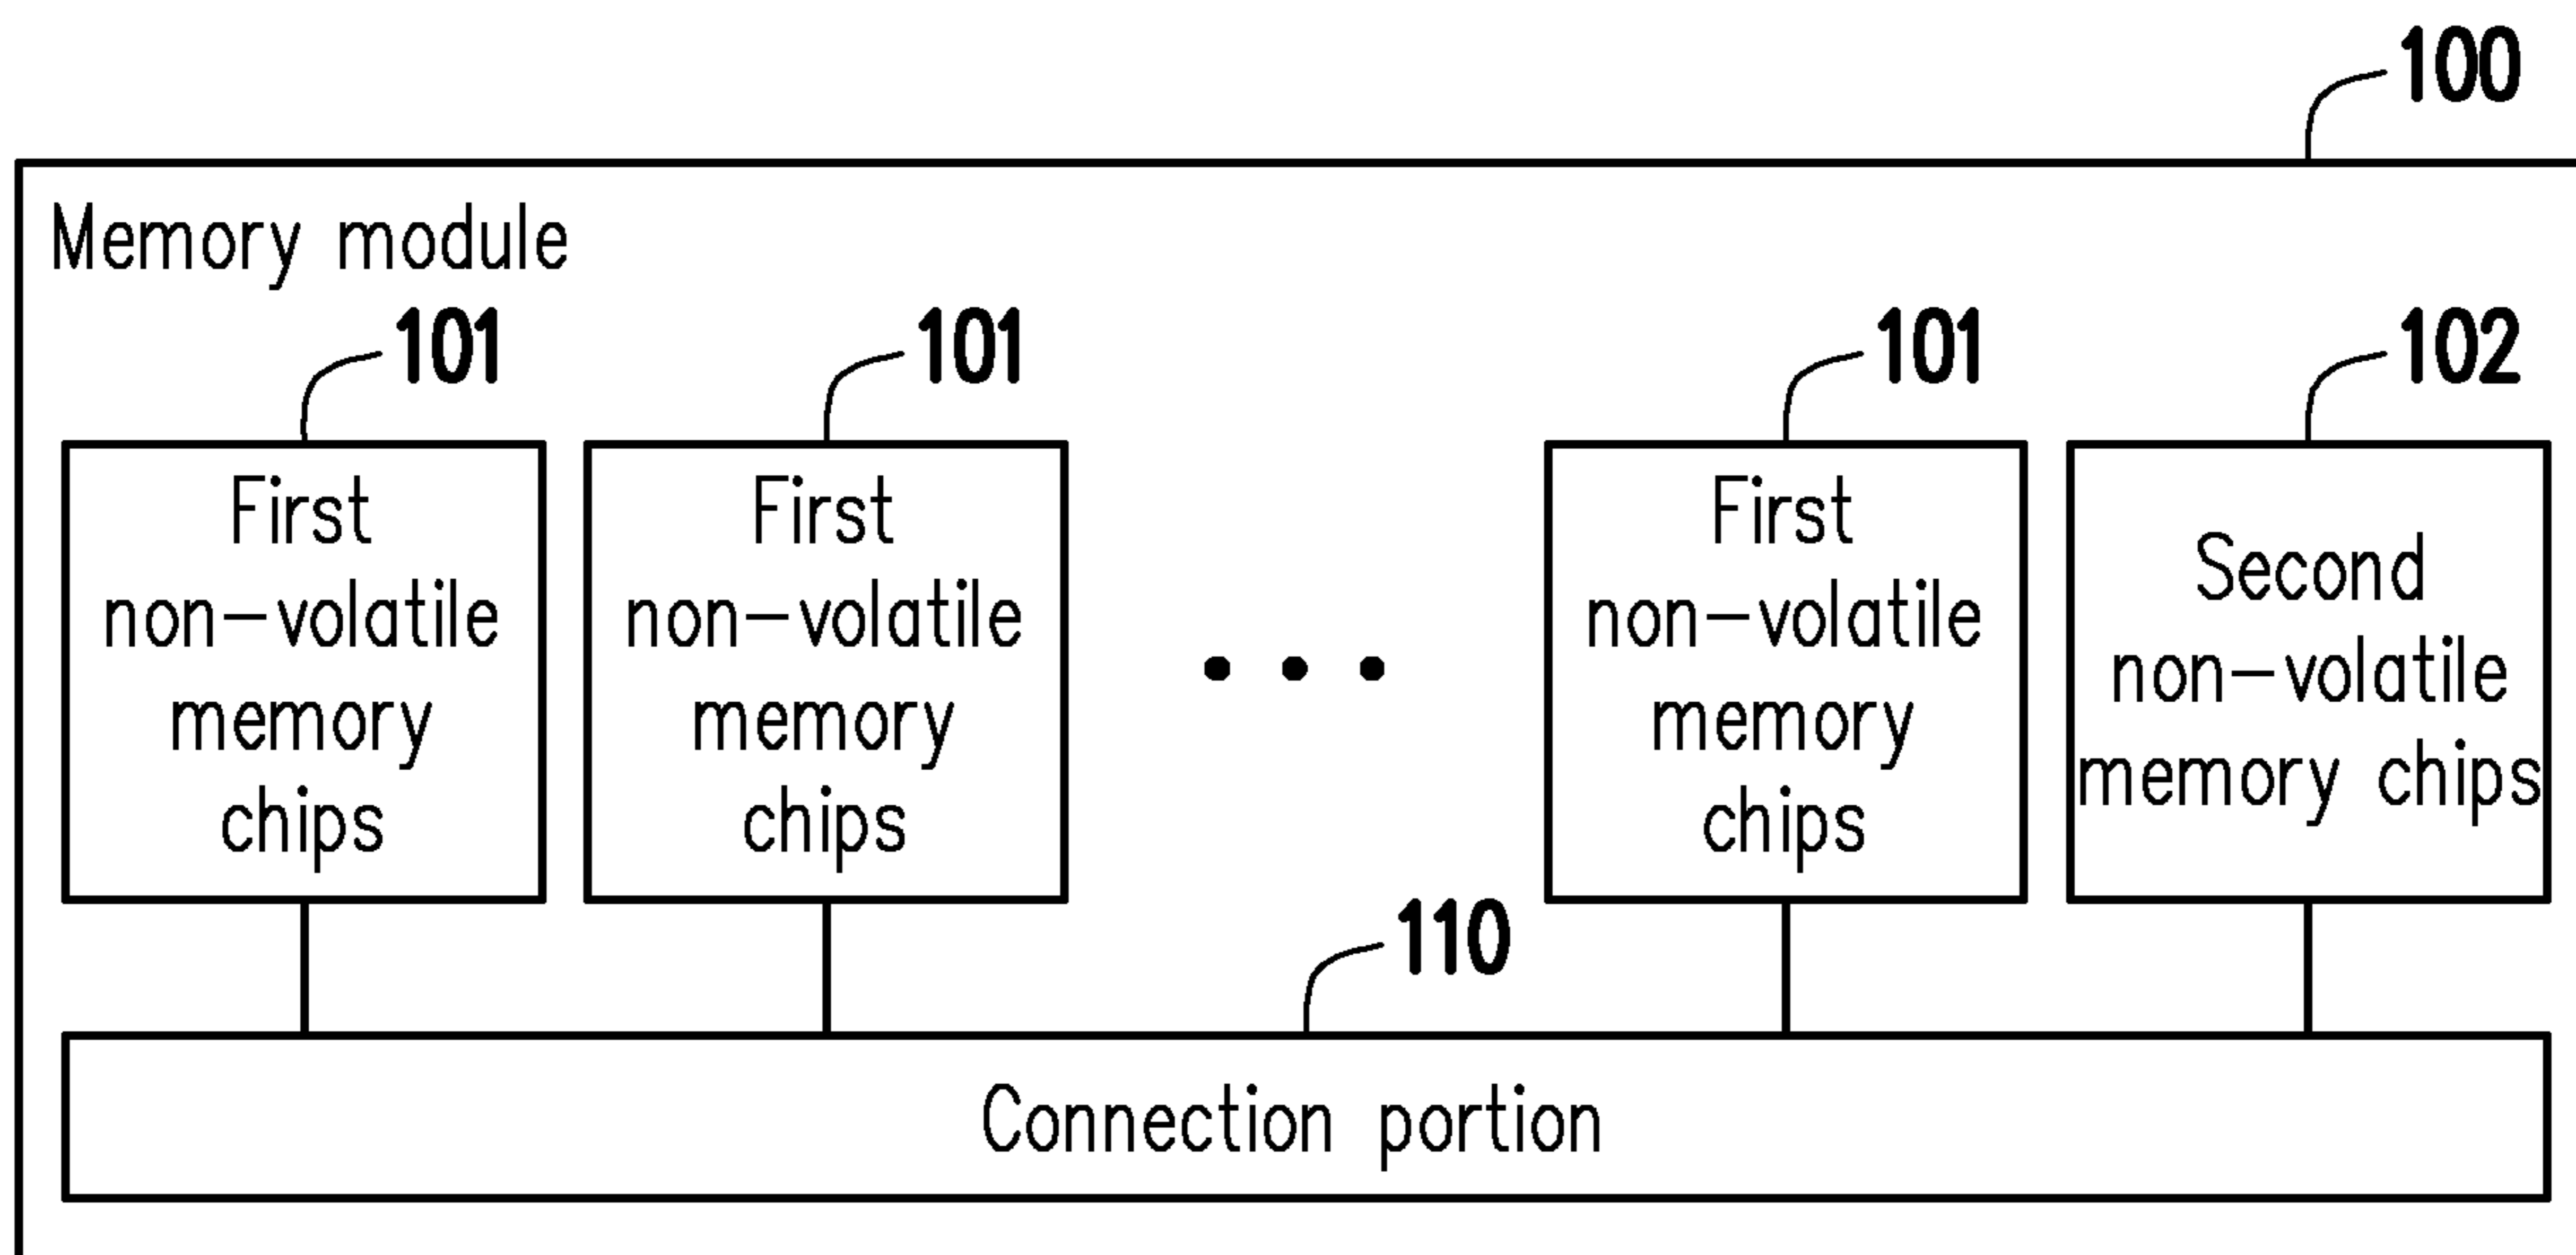 100
Memory module
101
101
101
102
First
non-volatile
memory
chips
First
non-volatile
memory
chips
First
non-volatile
memory
chips
Second
non-volatile
memory chips
110
Connection portion